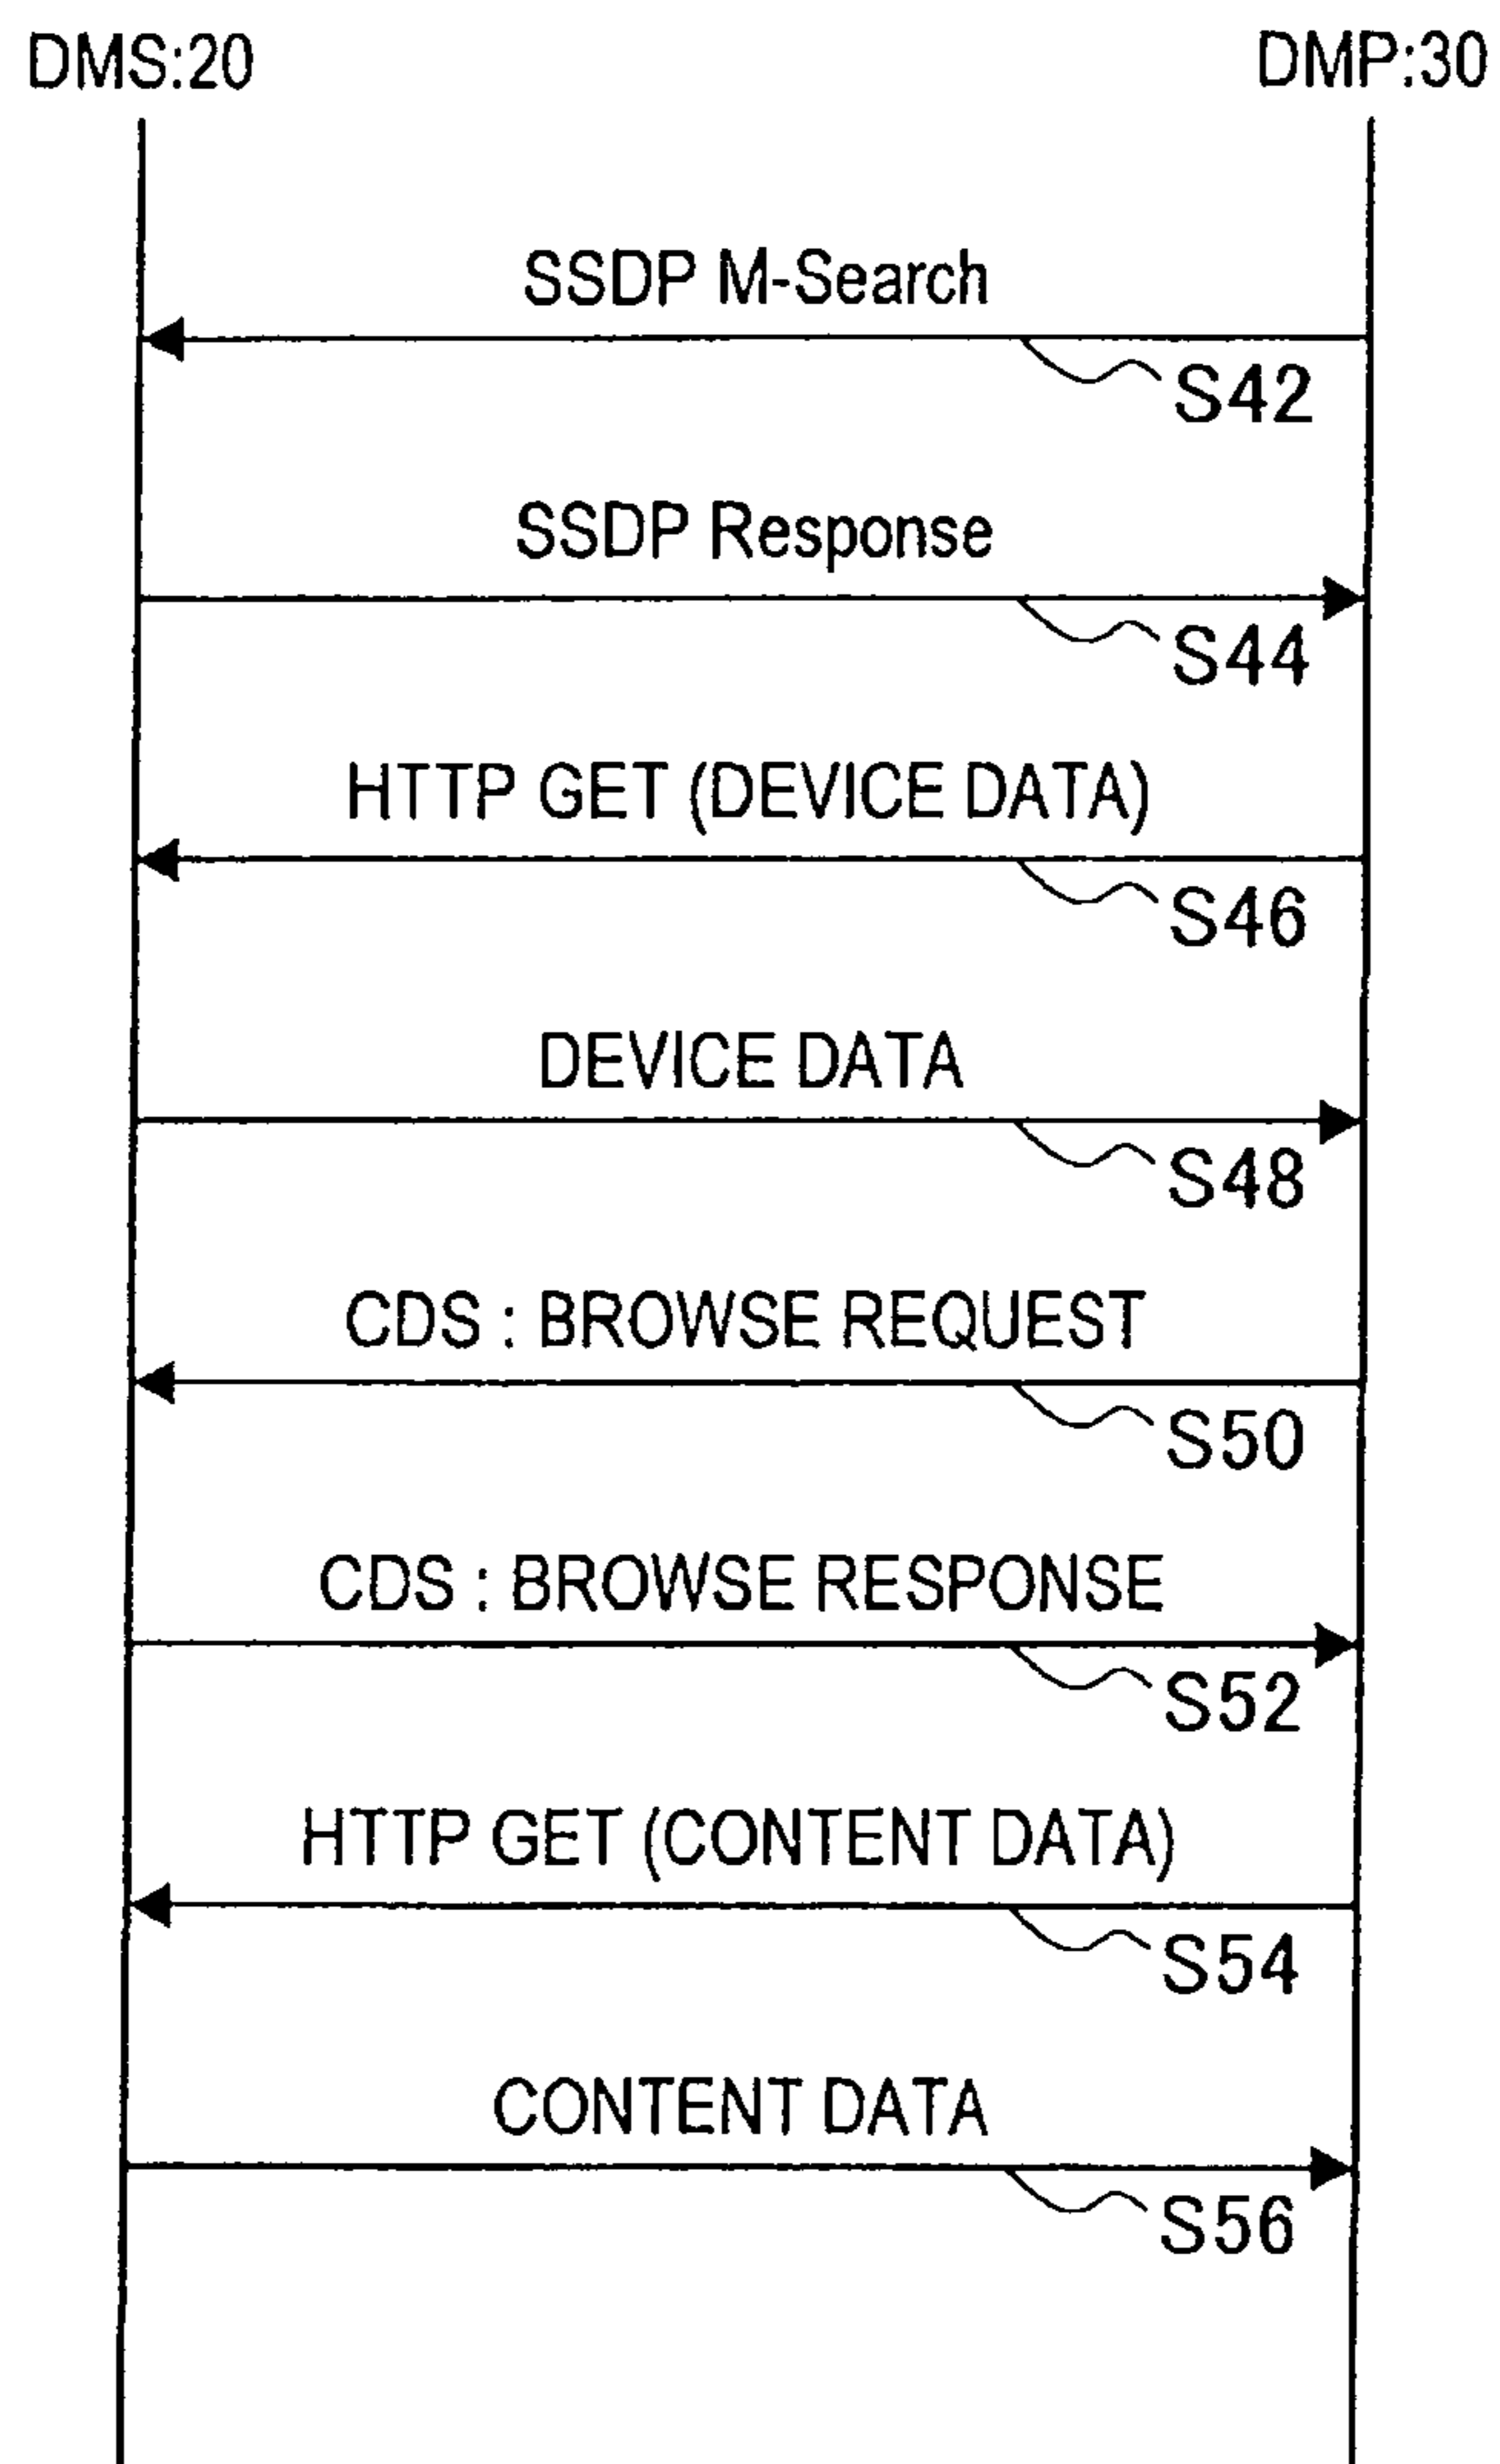 DMS:20
DMP:30
SSDP M-Search
S42
SSDP Response
S44
HTTP GET (DEVICE DATA)
S46
DEVICE DATA
S48
CDS : BROWSE REQUEST
S50
CDS : BROWSE RESPONSE
S52
HTTP GET (CONTENT DATA)
S54
CONTENT DATA
S56